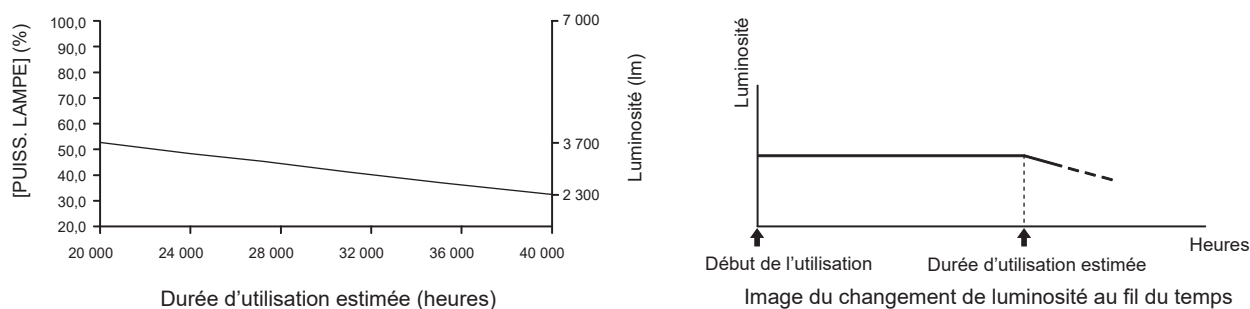 [PUISS. LAMPE] (%)
100,0
90,0
80,0
70,0
60,0
50,0
40,0
30,0
20,0
20 000
24 000
28 000
32 000
36 000
40 000
Durée d’utilisation estimée (heures)
7 000
3 700
2 300
Luminosité (lm)
Luminosité
Heures
Début de l’utilisation
Durée d’utilisation estimée
Image du changement de luminosité au fil du temps